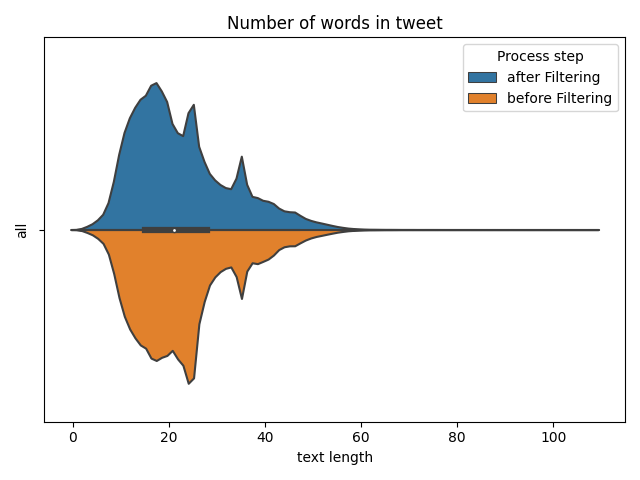 Number of words in tweet
Process step
after Filtering
before Filtering
all
0 20 40 60 80 100
text length